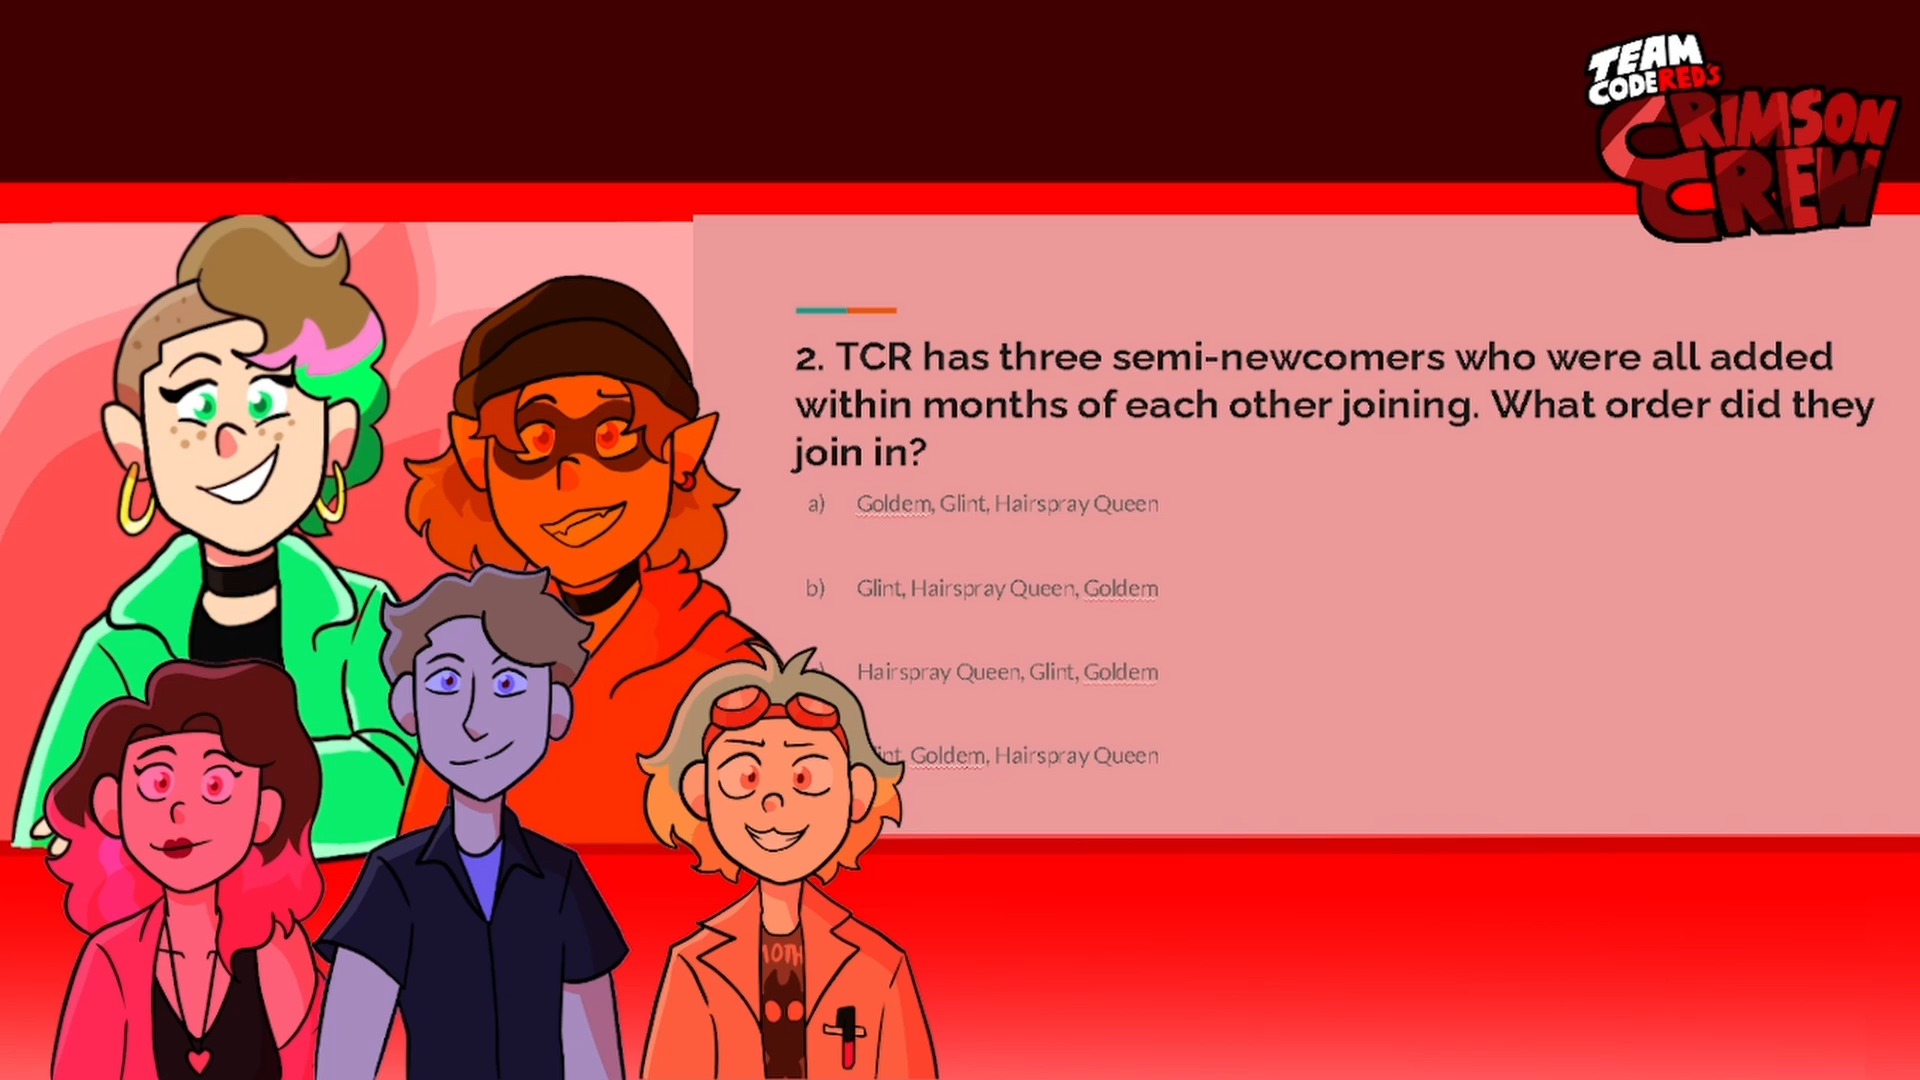 TEAM
CODE RED'S
CRIMSON
CREW
2. TCR has three semi-newcomers who were all added
within months of each other joining. What order did they
join in?
a) Goldem, Glint, Hairspray Queen
b) Glint, Hairspray Queen, Goldem
Hairspray Queen, Glint, Goldem
Goldem, Hairspray Queen